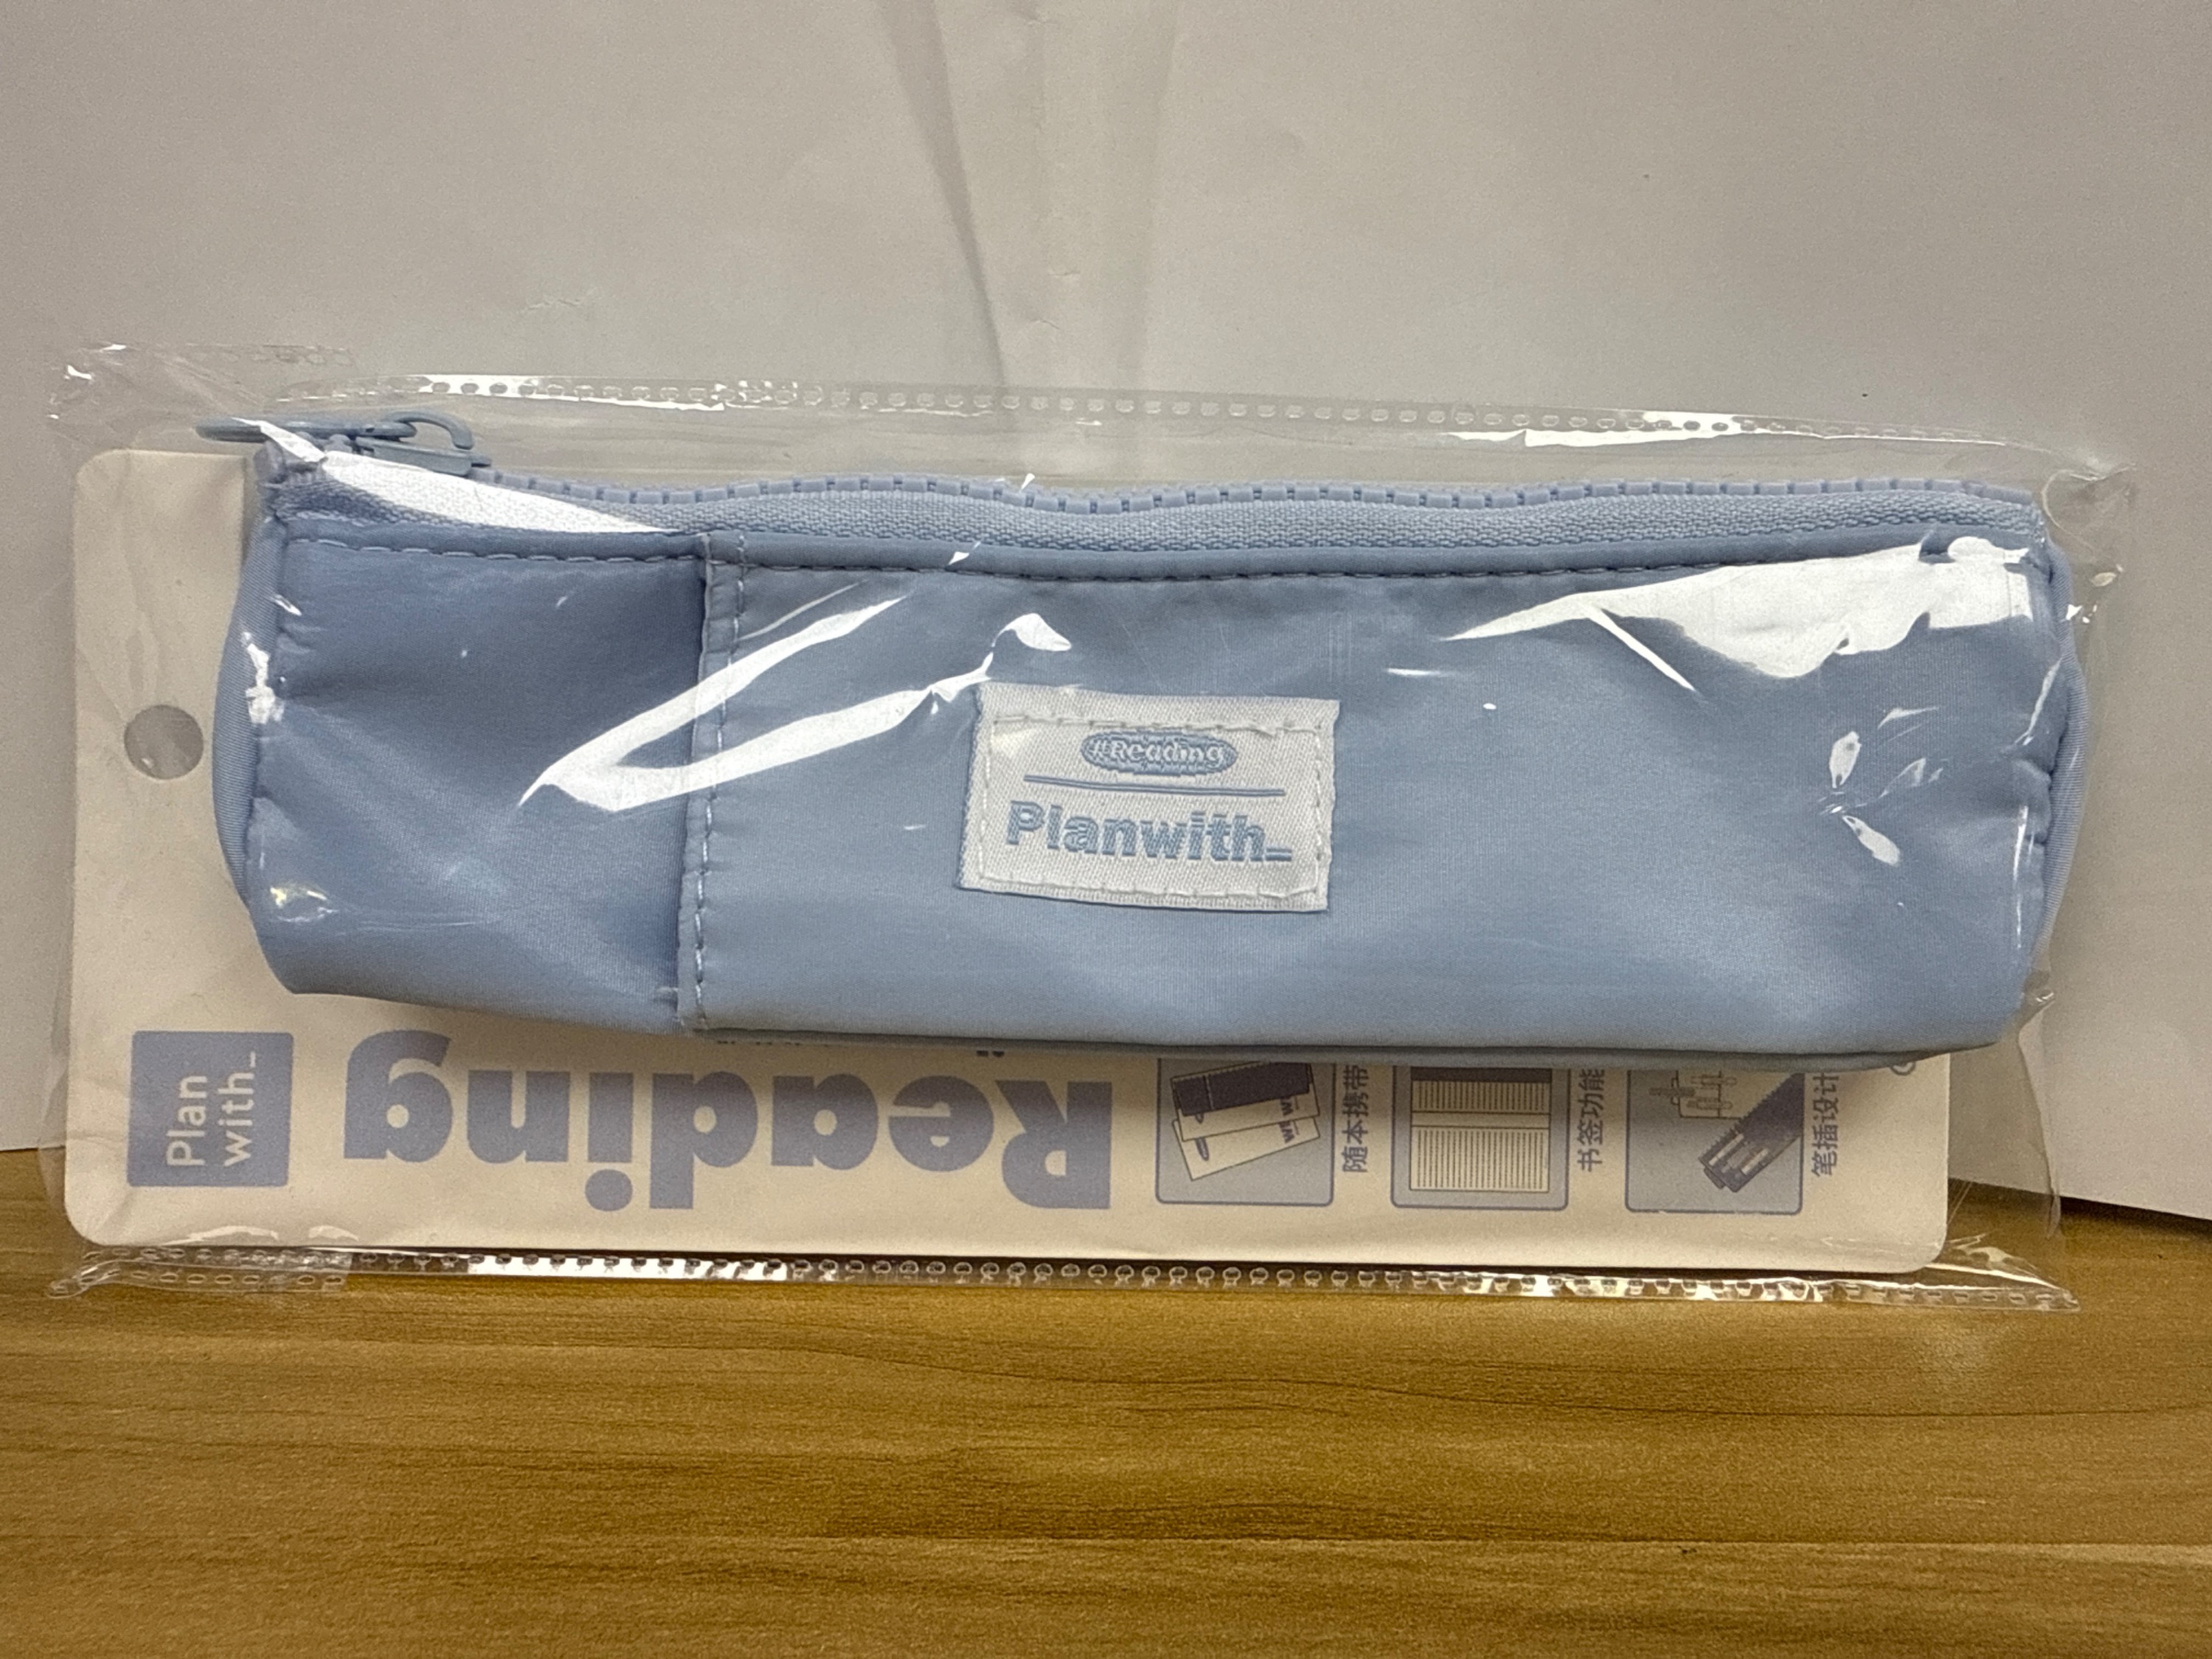 #Reading
Planwith_
Plan
with_
Reading
随本携带
书签功能
笔插设计